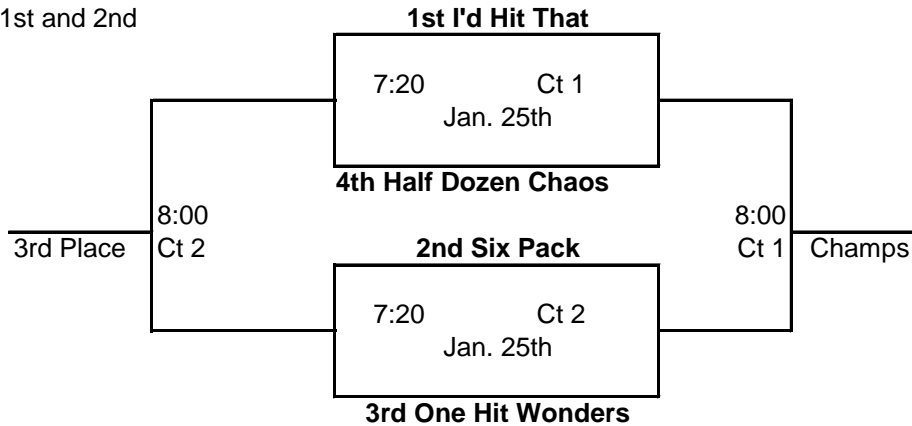 1st and 2nd
1st I'd Hit That
7:20 Ct 1
Jan. 25th
4th Half Dozen Chaos
8:00 8:00
3rd Place Ct 2 2nd Six Pack Ct 1 Champs
7:20 Ct 2
Jan. 25th
3rd One Hit Wonders